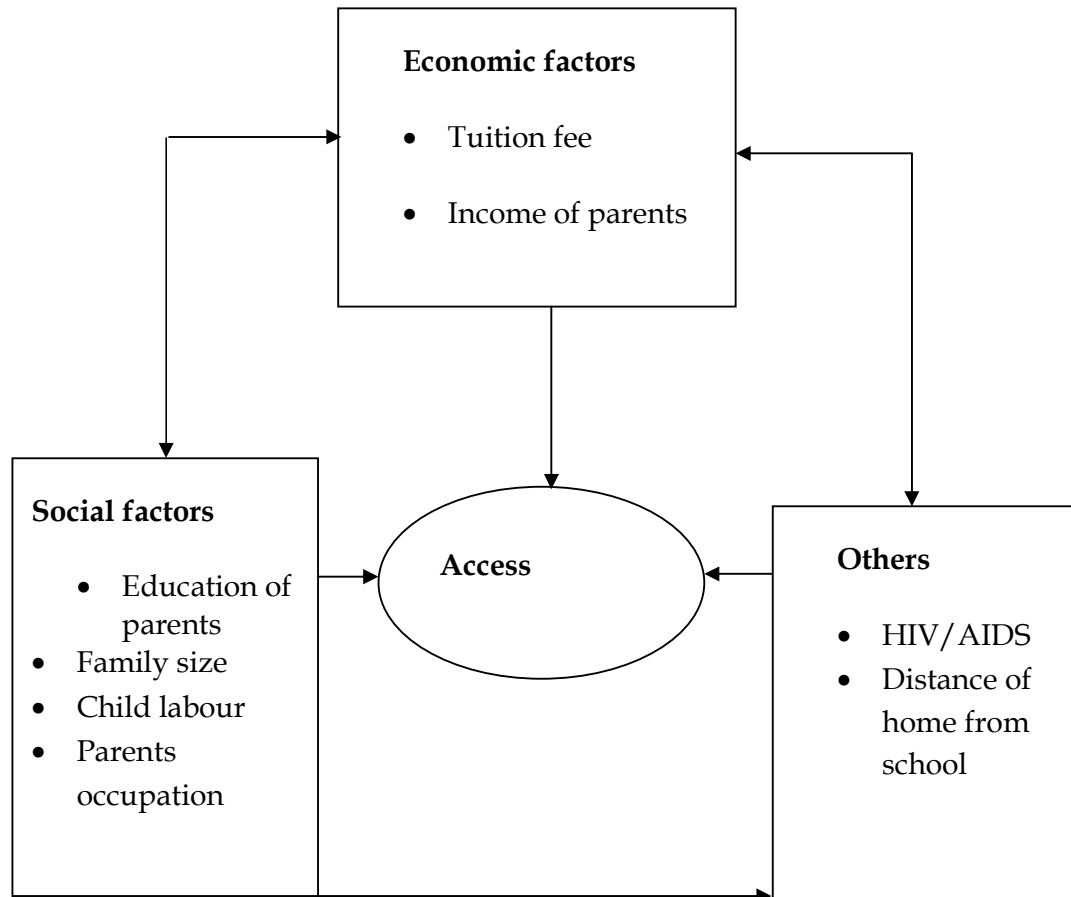 Economic factors
• Tuition fee
• Income of parents
Social factors
• Education of
parents
• Family size
• Child labour
• Parents
occupation
Access
Others
• HIV/AIDS
• Distance of
home from
school